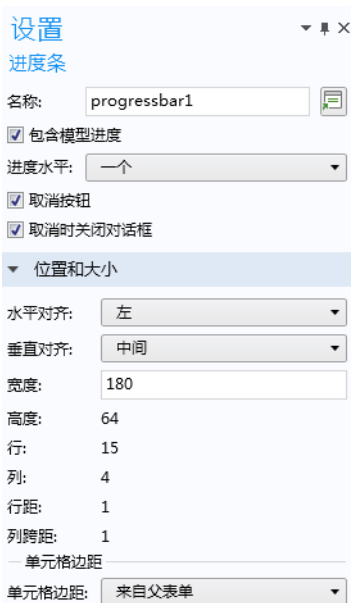 设置
进度条
名称: progressbar1
包含模型进度
进度水平: 一个
取消按钮
取消时关闭对话框
位置和大小
水平对齐: 左
垂直对齐: 中间
宽度: 180
高度: 64
行: 15
列: 4
行距: 1
列跨距: 1
单元格边距
单元格边距: 来自父表单